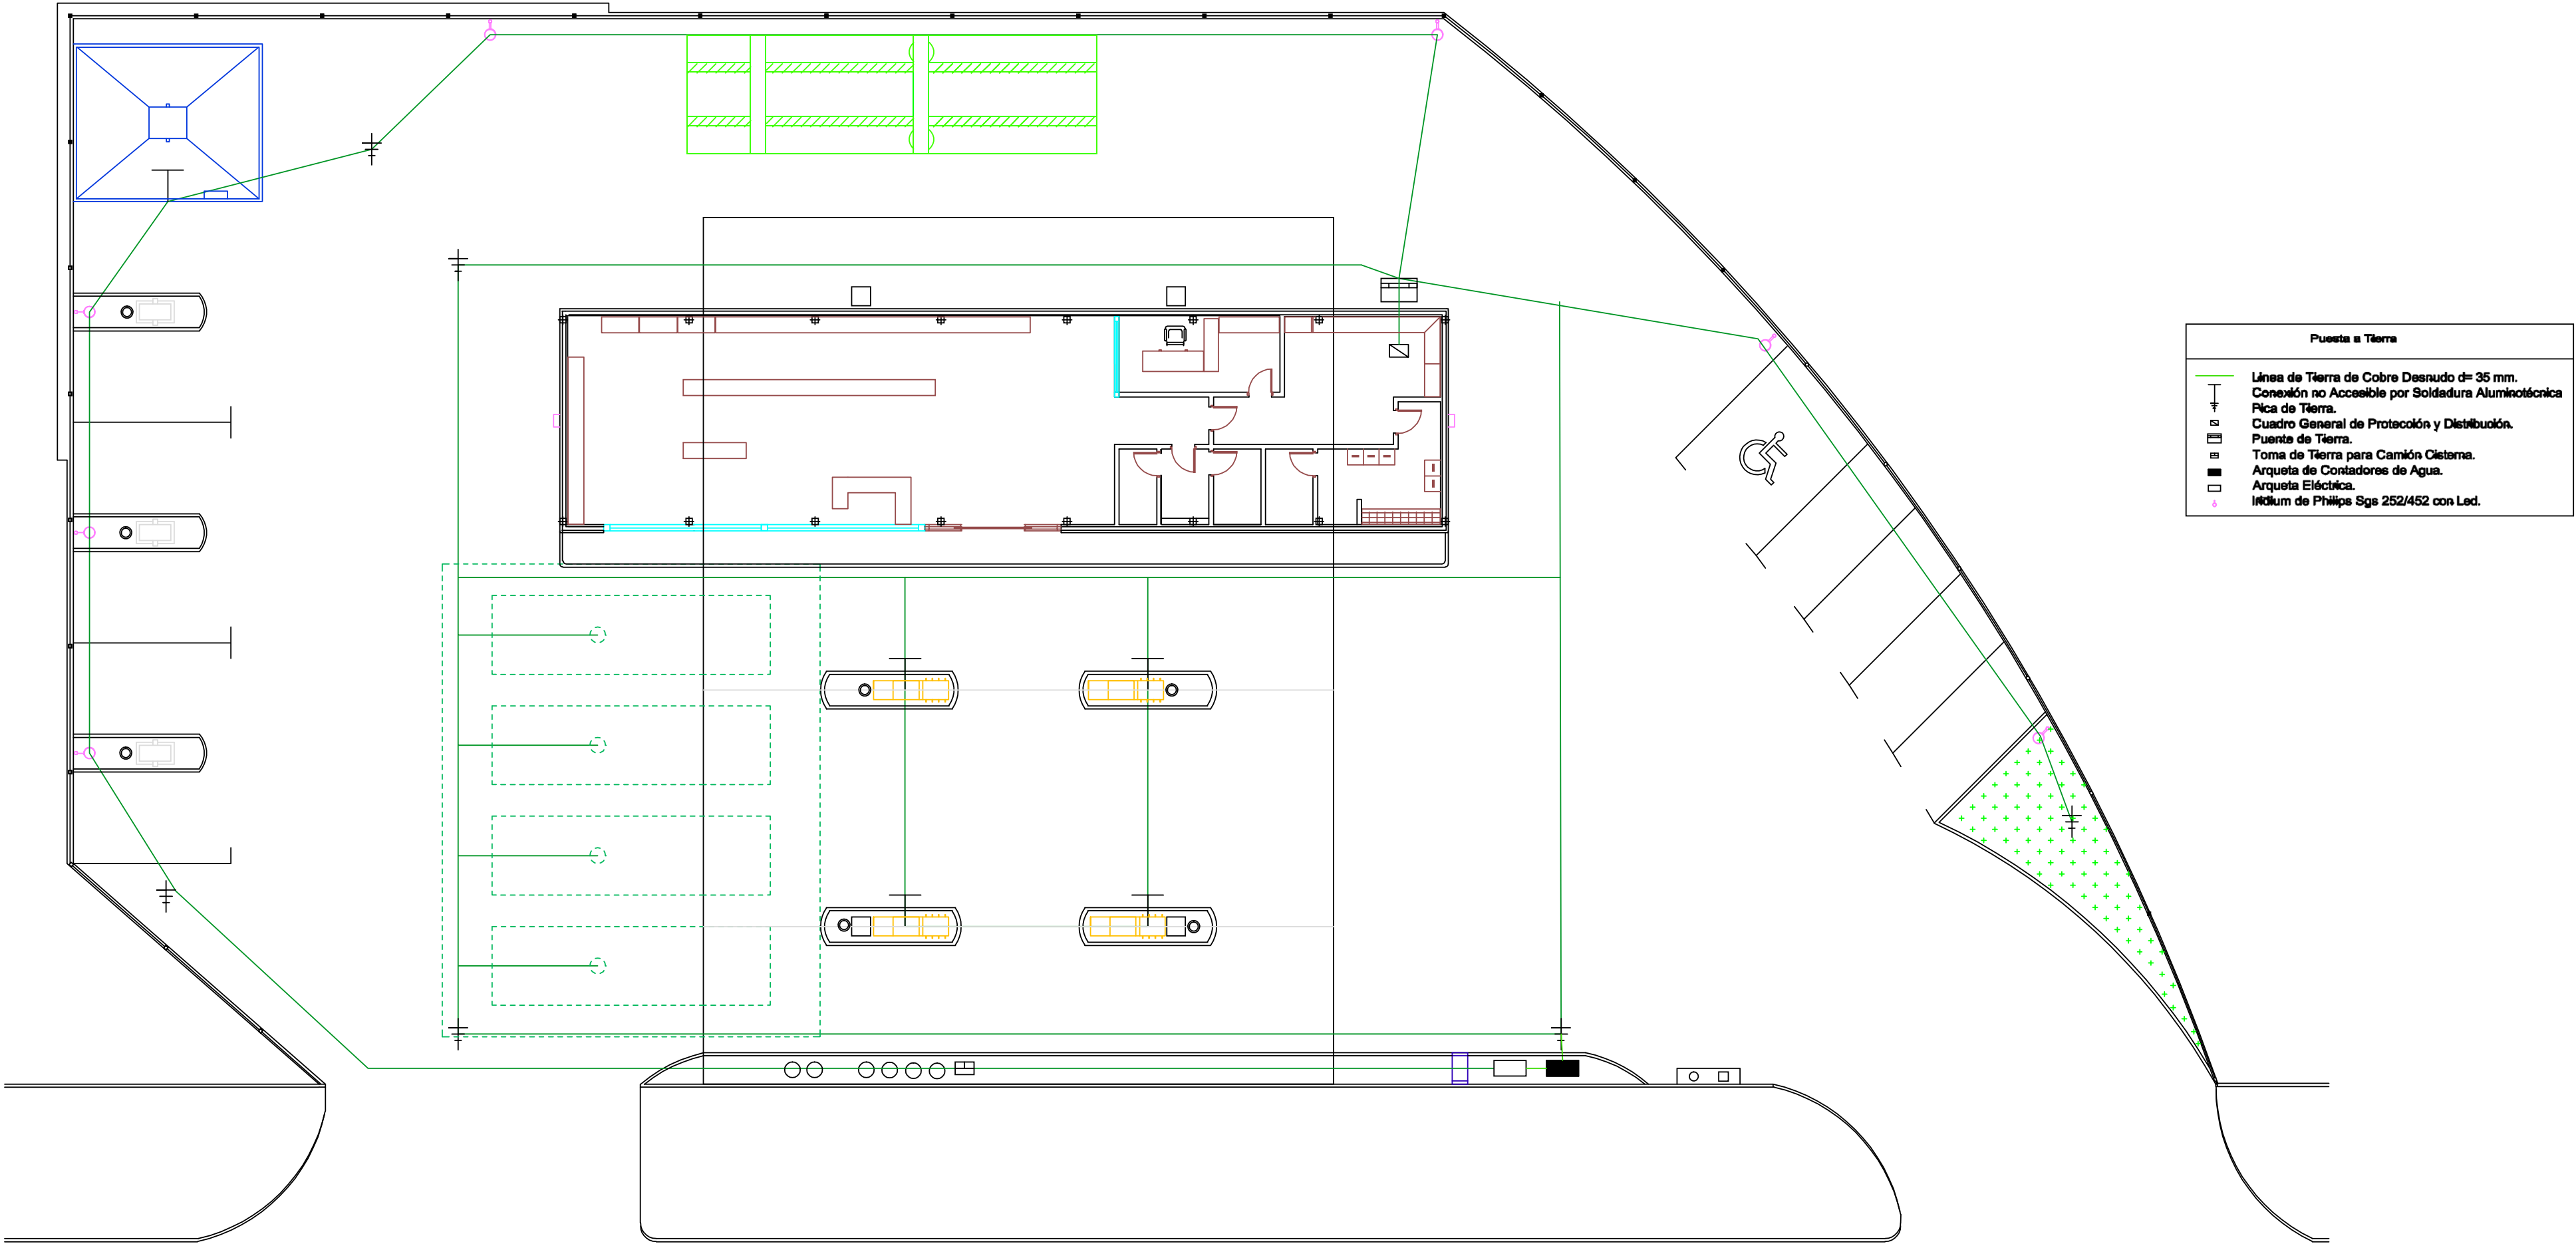 Puesta a Tierra
Linea de Tierra de Cobre Desnudo d= 35 mm.
Conexión no Accesible por Soldadura Aluminotécnica
Pica de Tierra.
Cuadro General de Protección y Distribución.
Puente de Tierra.
Toma de Tierra para Camión Cisterna.
Arqueta de Contadores de Agua.
Arqueta Eléctrica.
Iridium de Philips Sgs 252/452 con Led.